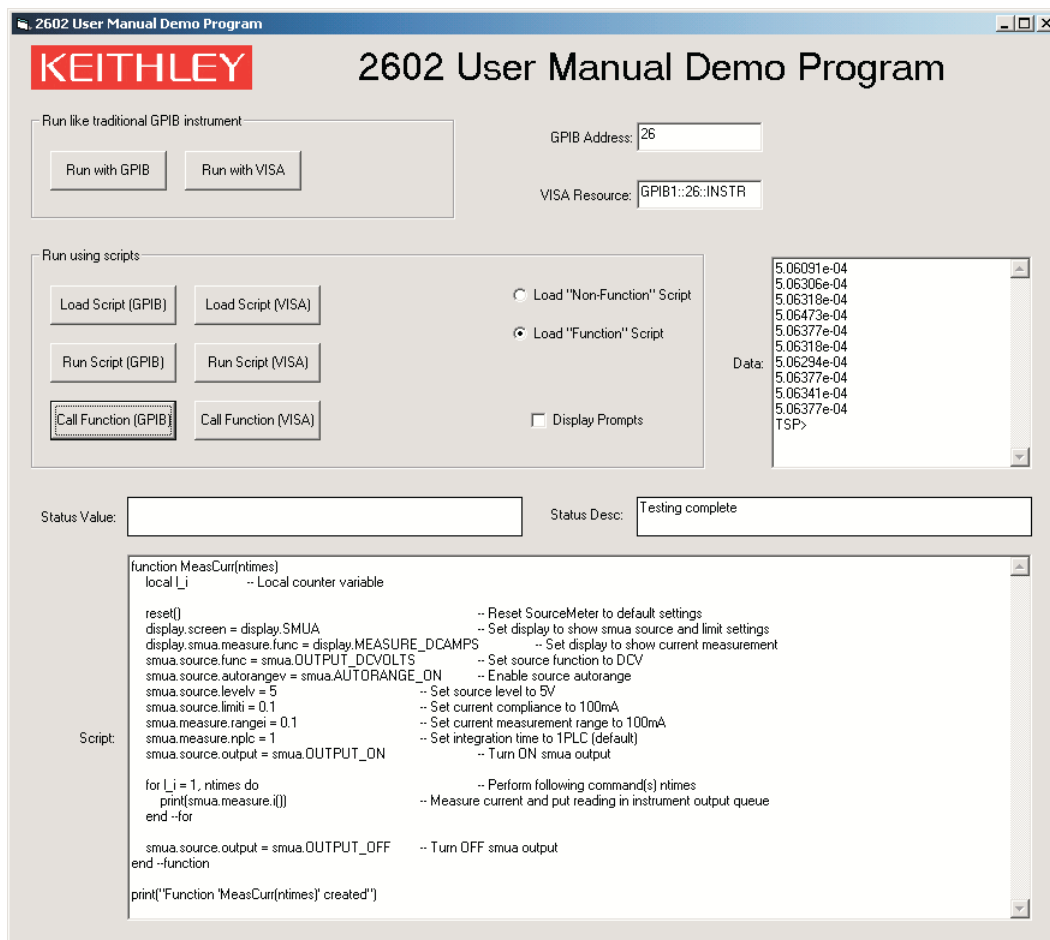 2602 User Manual Demo Program
KEITHLEY
2602 User Manual Demo Program
Run like traditional GPIB instrument
Run with GPIB
Run with VISA
GPIB Address:
26
VISA Resource:
GPIB1::26::INSTR
Run using scripts
Load Script (GPIB)
Load Script (VISA)
Load "Non-Function" Script
Load "Function" Script
Run Script (GPIB)
Run Script (VISA)
Call Function (GPIB)
Call Function (VISA)
Display Prompts
Data:
5.06091e-04
5.06306e-04
5.06318e-04
5.06473e-04
5.06377e-04
5.06318e-04
5.06294e-04
5.06377e-04
5.06341e-04
5.06377e-04
TSP>
Status Value:
Status Desc:
Testing complete
Script:
function MeasCurr(ntimes)
local l_i -- Local counter variable
reset() -- Reset SourceMeter to default settings
display.screen = display.SMUA -- Set display to show smua source and limit settings
display.smua.measure.func = display.MEASURE_DCAMPS -- Set display to show current measurement
smua.source.func = smua.OUTPUT_DCVOLTS -- Set source function to DCV
smua.source.autorangev = smua.AUTORANGE_ON -- Enable source autorange
smua.source.levelv = 5 -- Set source level to 5V
smua.source.limiti = 0.1 -- Set current compliance to 100mA
smua.measure.rangei = 0.1 -- Set current measurement range to 100mA
smua.measure.nplc = 1 -- Set integration time to 1PLC (default)
smua.source.output = smua.OUTPUT_ON -- Turn ON smua output
for l_i = 1, ntimes do -- Perform following command(s) ntimes
print(smua.measure.i()) -- Measure current and put reading in instrument output queue
end --for
smua.source.output = smua.OUTPUT_OFF -- Turn OFF smua output
end --function
print("Function 'MeasCurr(ntimes)' created")